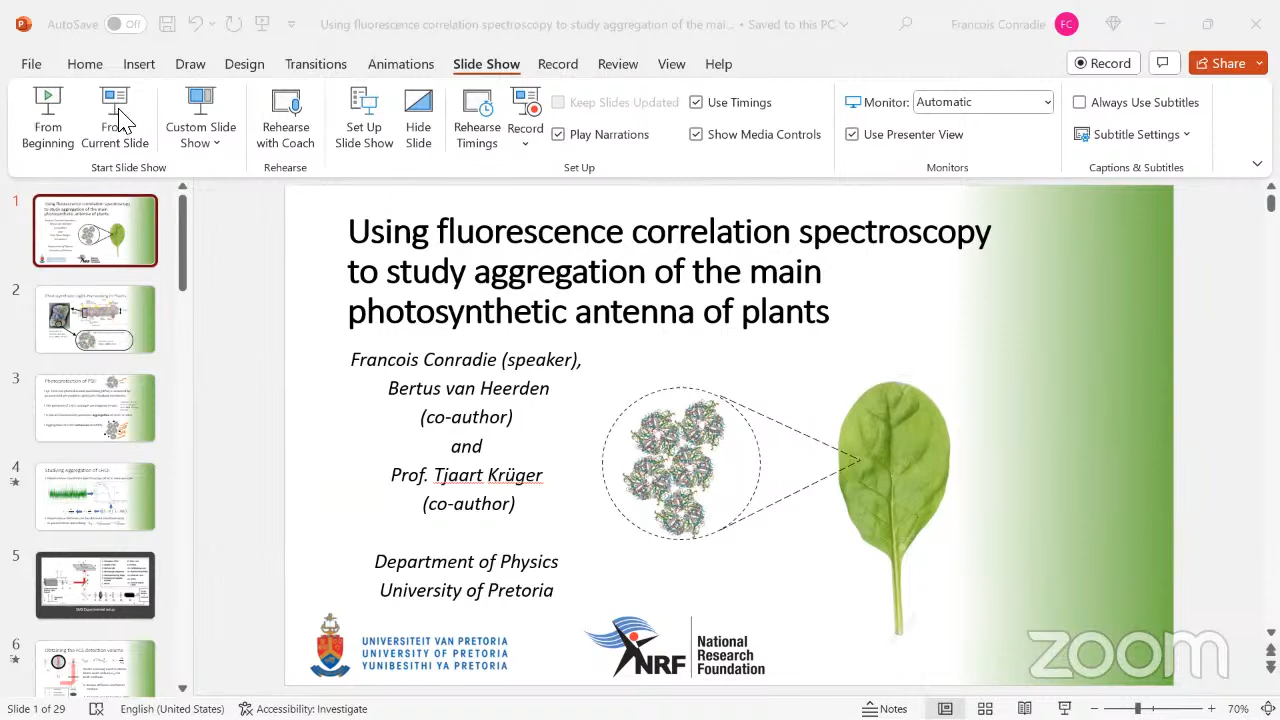 AutoSave Off Using fluorescence correlation spectroscopy to study aggregation of the mai... • Saved to this PC Francois Conradie FC
File Home Insert Draw Design Transitions Animations Slide Show Record Review View Help Record Share
From Beginning
From Current Slide
Custom Slide Show
Rehearse with Coach
Set Up Slide Show
Hide Slide
Rehearse Timings
Record
Keep Slides Updated
Use Timings
Play Narrations
Show Media Controls
Monitor: Automatic
Use Presenter View
Always Use Subtitles
Subtitle Settings
Start Slide Show Rehearse Set Up Monitors Captions & Subtitles
1
2
3
4
5
6
Using fluorescence correlation spectroscopy
to study aggregation of the main
photosynthetic antenna of plants
Francois Conradie (speaker),
Bertus van Heerden
(co-author)
and
Prof. Tjaart Krüger
(co-author)
Department of Physics
University of Pretoria
UNIVERSITEIT VAN PRETORIA
UNIVERSITY OF PRETORIA
YUNIBESITHI YA PRETORIA
NRF
National
Research
Foundation
zoom
Slide 1 of 29 English (United States) Accessibility: Investigate Notes 70%